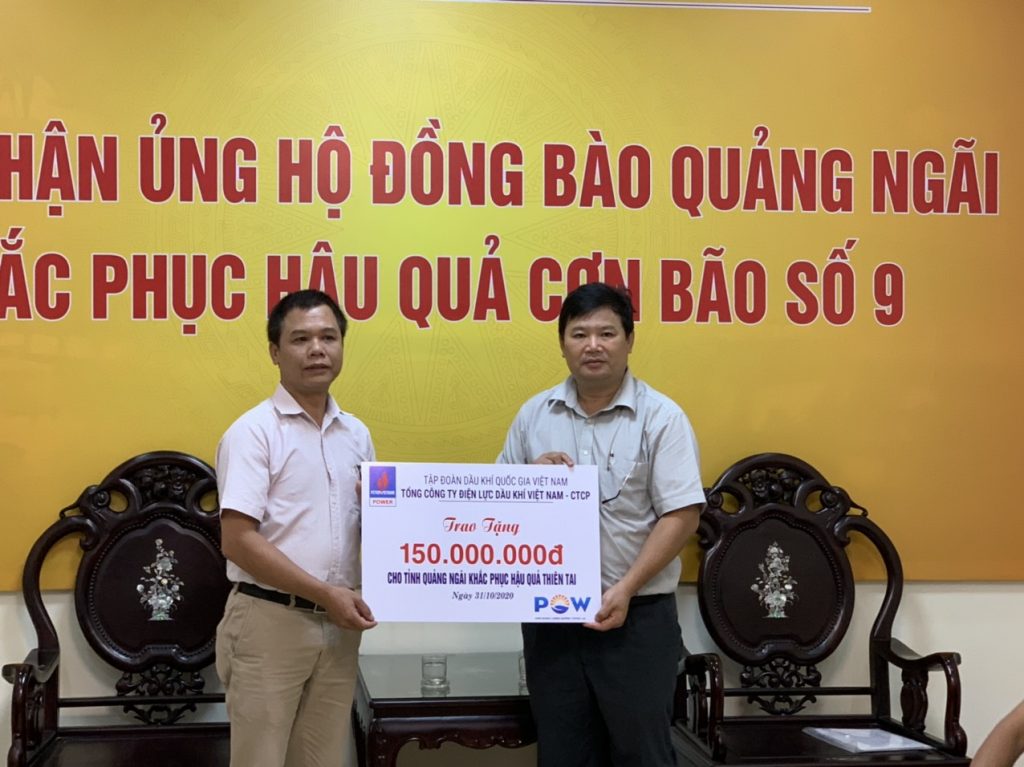 HẬN ỦNG HỘ ĐỒNG BÀO QUẢNG NGÃI
ẮC PHỤC HẬU QUẢ CƠN BÃO SỐ 9
TẬP ĐOÀN DẦU KHÍ QUỐC GIA VIỆT NAM
TỔNG CÔNG TY ĐIỆN LỰC DẦU KHÍ VIỆT NAM - CTCP
PETROVIETNAM
POWER
Trao Tặng
150.000.000đ
CHO TỈNH QUẢNG NGÃI KHẮC PHỤC HẬU QUẢ THIÊN TAI
Ngày 31/10/2020
POW